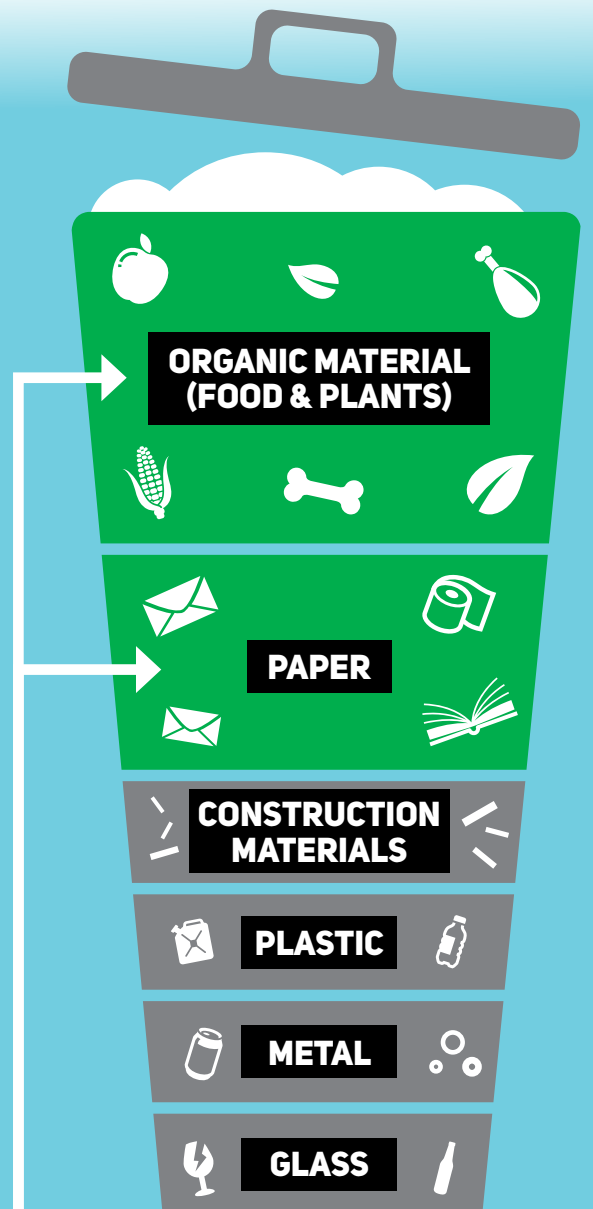 ORGANIC MATERIAL
(FOOD & PLANTS)
PAPER
CONSTRUCTION
MATERIALS
PLASTIC
METAL
GLASS